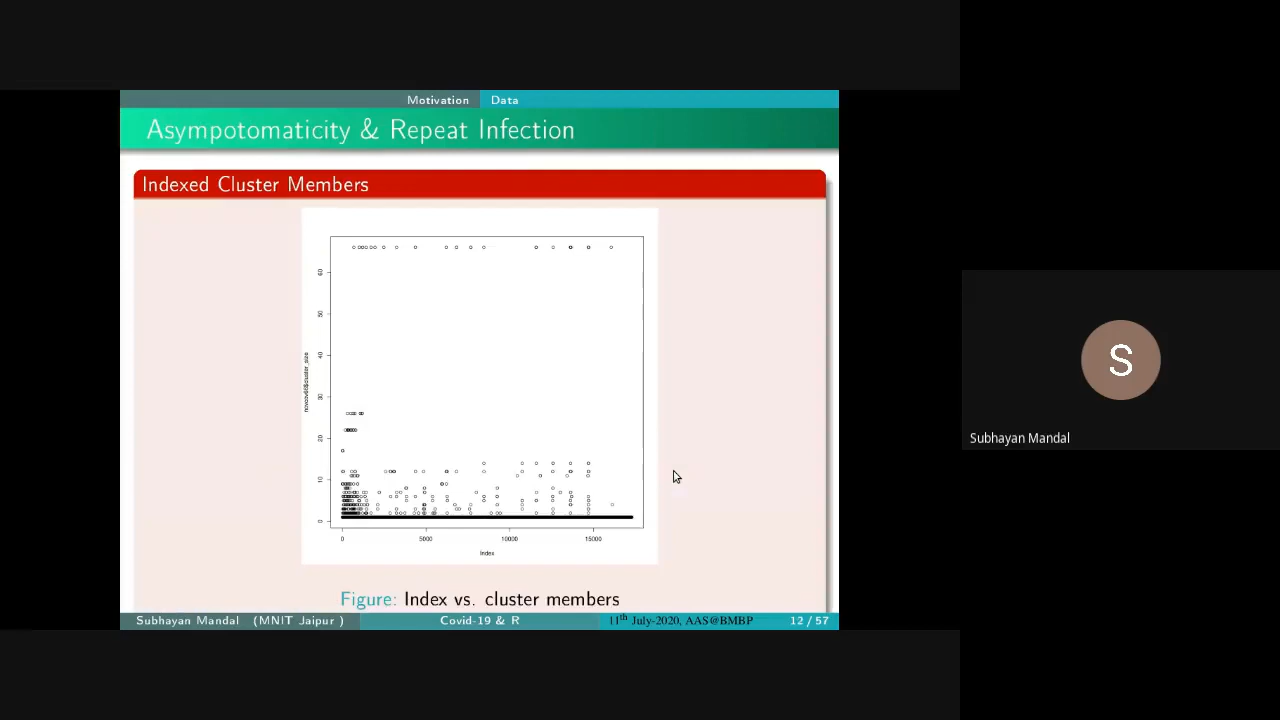 Motivation Data
Asympotomaticity & Repeat Infection
Indexed Cluster Members
60
50
40
30
20
10
0
0 5000 10000 15000
Index
Figure: Index vs. cluster members
Subhayan Mandal (MNIT Jaipur ) Covid-19 & R 11th July-2020, AAS@BMBP 12 / 57
S
Subhayan Mandal